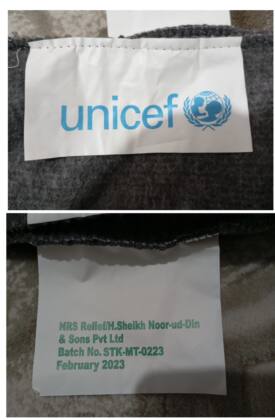 unicef
NRS Relief/H.Sheikh Noor-ud-Din
& Sons Pvt Ltd
Batch No. STK-MT-0223
February 2023